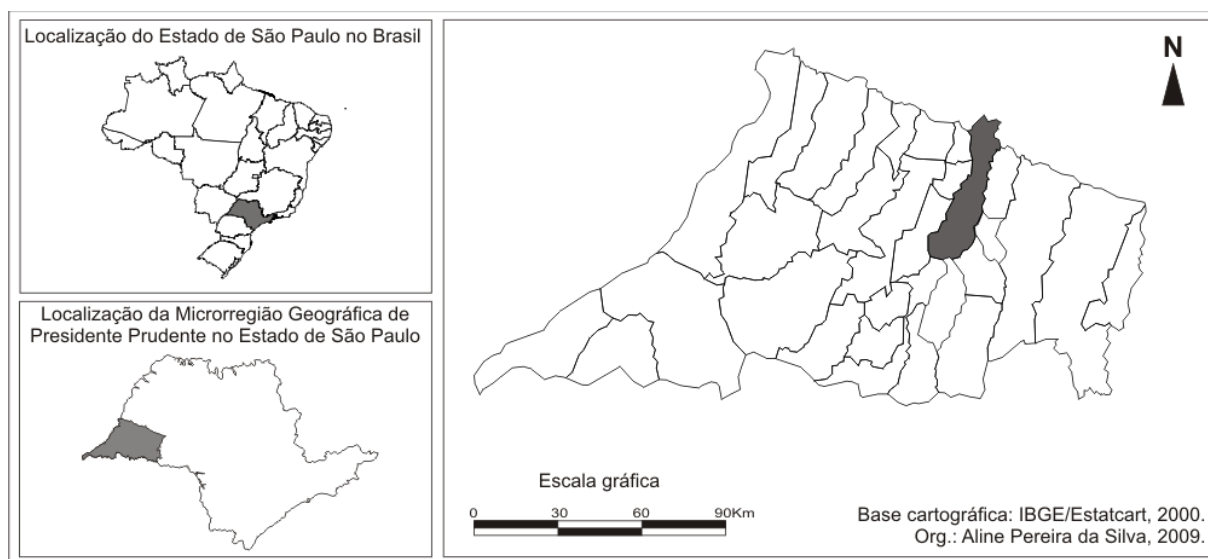 Localização do Estado de São Paulo no Brasil
Localização da Microrregião Geográfica de
Presidente Prudente no Estado de São Paulo
N
Escala gráfica
0 30 60 90Km
Base cartográfica: IBGE/Estatcart, 2000.
Org.: Aline Pereira da Silva, 2009.